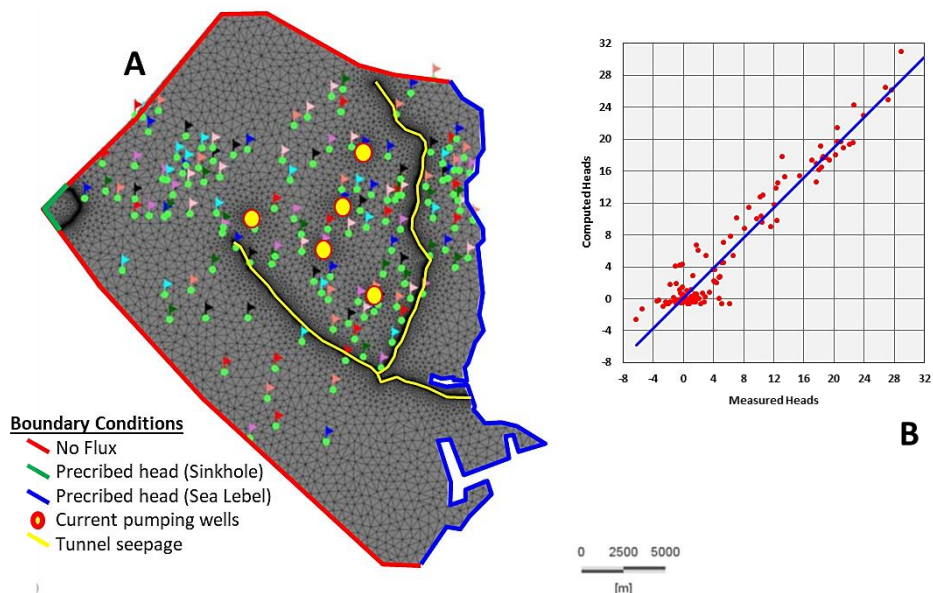 A
Boundary Conditions
No Flux
Precribed head (Sinkhole)
Precribed head (Sea Lebel)
Current pumping wells
Tunnel seepage
)
32
28
24
20
16
12
8
4
0
-4
-8
Computed Heads
-8 -4 0 4 8 12 16 20 24 28 32
Measured Heads
B
0 2500 5000
[m]